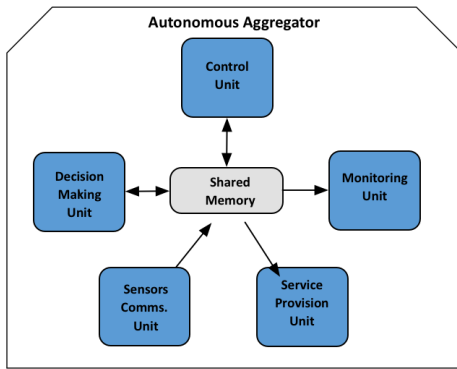 Autonomous Aggregator
Control
Unit
Decision
Making
Unit
Shared
Memory
Monitoring
Unit
Sensors
Comms.
Unit
Service
Provision
Unit